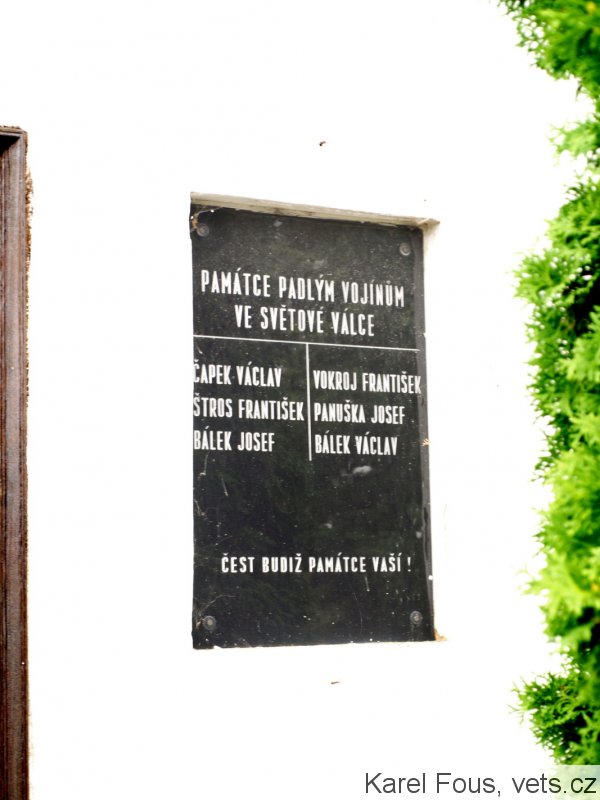 PAMÁTCE PADLÝM VOJÍNŮM
VE SVĚTOVÉ VÁLCE
ČAPEK VÁCLAV
ŠTROS FRANTIŠEK
BÁLEK JOSEF
VOKROJ FRANTIŠEK
PANUŠKA JOSEF
BÁLEK VÁCLAV
ČEST BUDIŽ PAMÁTCE VAŠÍ !
Karel Fous, vets.cz